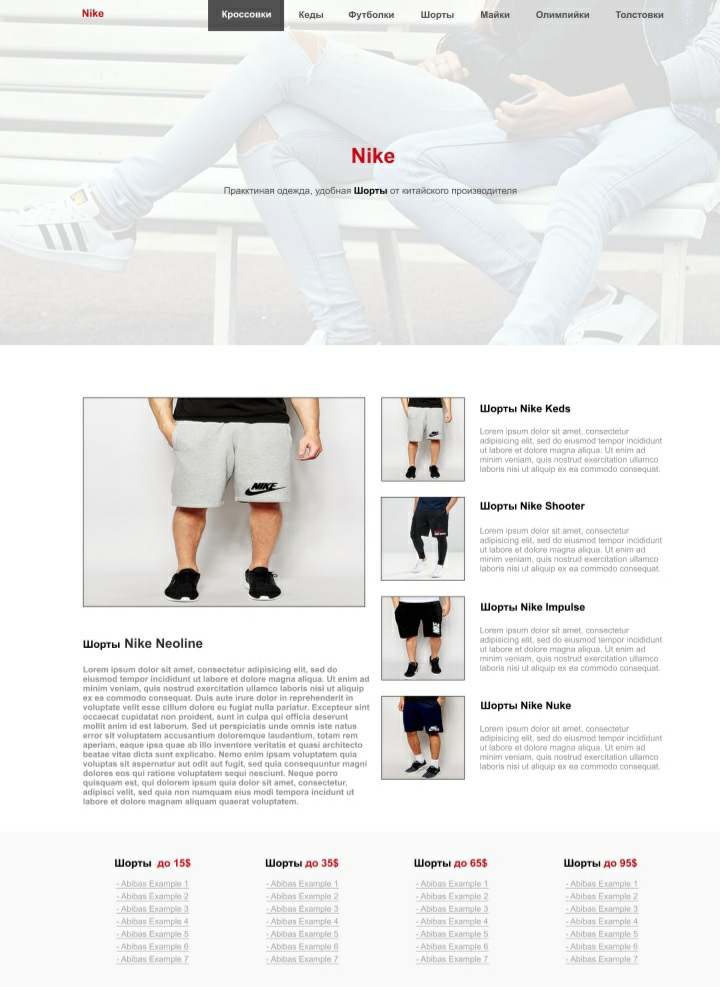 Nike
Кроссовки Кеды Футболки Шорты Майки Олимпийки Толстовки
Nike
Пракктиная одежда, удобная Шорты от китайского производителя
Шорты Nike Neoline
Lorem ipsum dolor sit amet, consectetur adipisicing elit, sed do
eiusmod tempor incididunt ut labore et dolore magna aliqua. Ut enim ad
minim veniam, quis nostrud exercitation ullamco laboris nisi ut aliquip
ex ea commodo consequat. Duis aute irure dolor in reprehenderit in
voluptate velit esse cillum dolore eu fugiat nulla pariatur. Excepteur sint
occaecat cupidatat non proident, sunt in culpa qui officia deserunt
mollit anim id est laborum. Sed ut perspiciatis unde omnis iste natus
error sit voluptatem accusantium doloremque laudantium, totam rem
aperiam, eaque ipsa quae ab illo inventore veritatis et quasi architecto
beatae vitae dicta sunt explicabo. Nemo enim ipsam voluptatem quia
voluptas sit aspernatur aut odit aut fugit, sed quia consequuntur magni
dolores eos qui ratione voluptatem sequi nesciunt. Neque porro
quisquam est, qui dolorem ipsum quia dolor sit amet, consectetur,
adipisci velit, sed quia non numquam eius modi tempora incidunt ut
labore et dolore magnam aliquam quaerat voluptatem.
Шорты Nike Keds
Lorem ipsum dolor sit amet, consectetur
adipisicing elit, sed do eiusmod tempor incididunt
ut labore et dolore magna aliqua. Ut enim ad
minim veniam, quis nostrud exercitation ullamco
laboris nisi ut aliquip ex ea commodo consequat.
Шорты Nike Shooter
Lorem ipsum dolor sit amet, consectetur
adipisicing elit, sed do eiusmod tempor incididunt
ut labore et dolore magna aliqua. Ut enim ad
minim veniam, quis nostrud exercitation ullamco
laboris nisi ut aliquip ex ea commodo consequat.
Шорты Nike Impulse
Lorem ipsum dolor sit amet, consectetur
adipisicing elit, sed do eiusmod tempor incididunt
ut labore et dolore magna aliqua. Ut enim ad
minim veniam, quis nostrud exercitation ullamco
laboris nisi ut aliquip ex ea commodo consequat.
Шорты Nike Nuke
Lorem ipsum dolor sit amet, consectetur
adipisicing elit, sed do eiusmod tempor incididunt
ut labore et dolore magna aliqua. Ut enim ad
minim veniam, quis nostrud exercitation ullamco
laboris nisi ut aliquip ex ea commodo consequat.
Шорты до 15$
- Abibas Example 1
- Abibas Example 2
- Abibas Example 3
- Abibas Example 4
- Abibas Example 5
- Abibas Example 6
- Abibas Example 7
Шорты до 35$
- Abibas Example 1
- Abibas Example 2
- Abibas Example 3
- Abibas Example 4
- Abibas Example 5
- Abibas Example 6
- Abibas Example 7
Шорты до 65$
- Abibas Example 1
- Abibas Example 2
- Abibas Example 3
- Abibas Example 4
- Abibas Example 5
- Abibas Example 6
- Abibas Example 7
Шорты до 95$
- Abibas Example 1
- Abibas Example 2
- Abibas Example 3
- Abibas Example 4
- Abibas Example 5
- Abibas Example 6
- Abibas Example 7